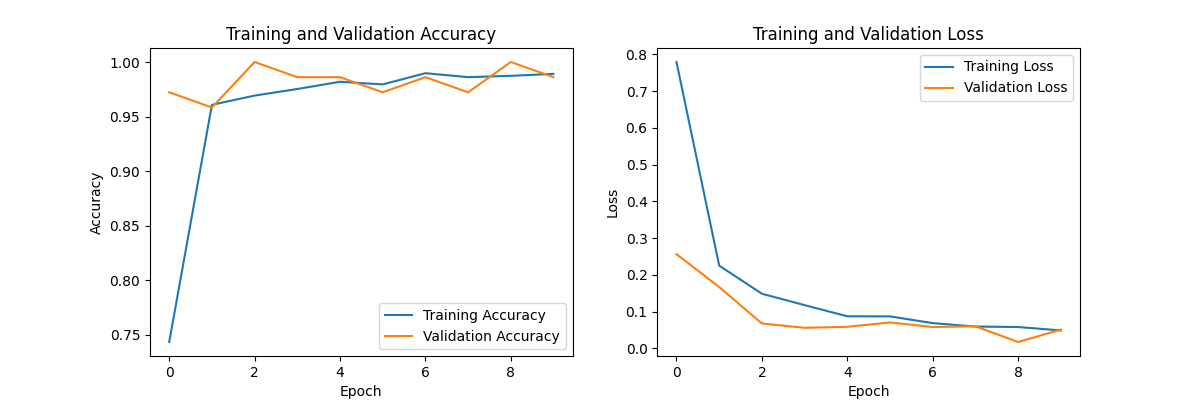 Training and Validation Accuracy
Accuracy
1.00
0.95
0.90
0.85
0.80
0.75
Training Accuracy
Validation Accuracy
0 2 4 6 8
Epoch
Training and Validation Loss
Loss
0.8
0.7
0.6
0.5
0.4
0.3
0.2
0.1
0.0
Training Loss
Validation Loss
0 2 4 6 8
Epoch